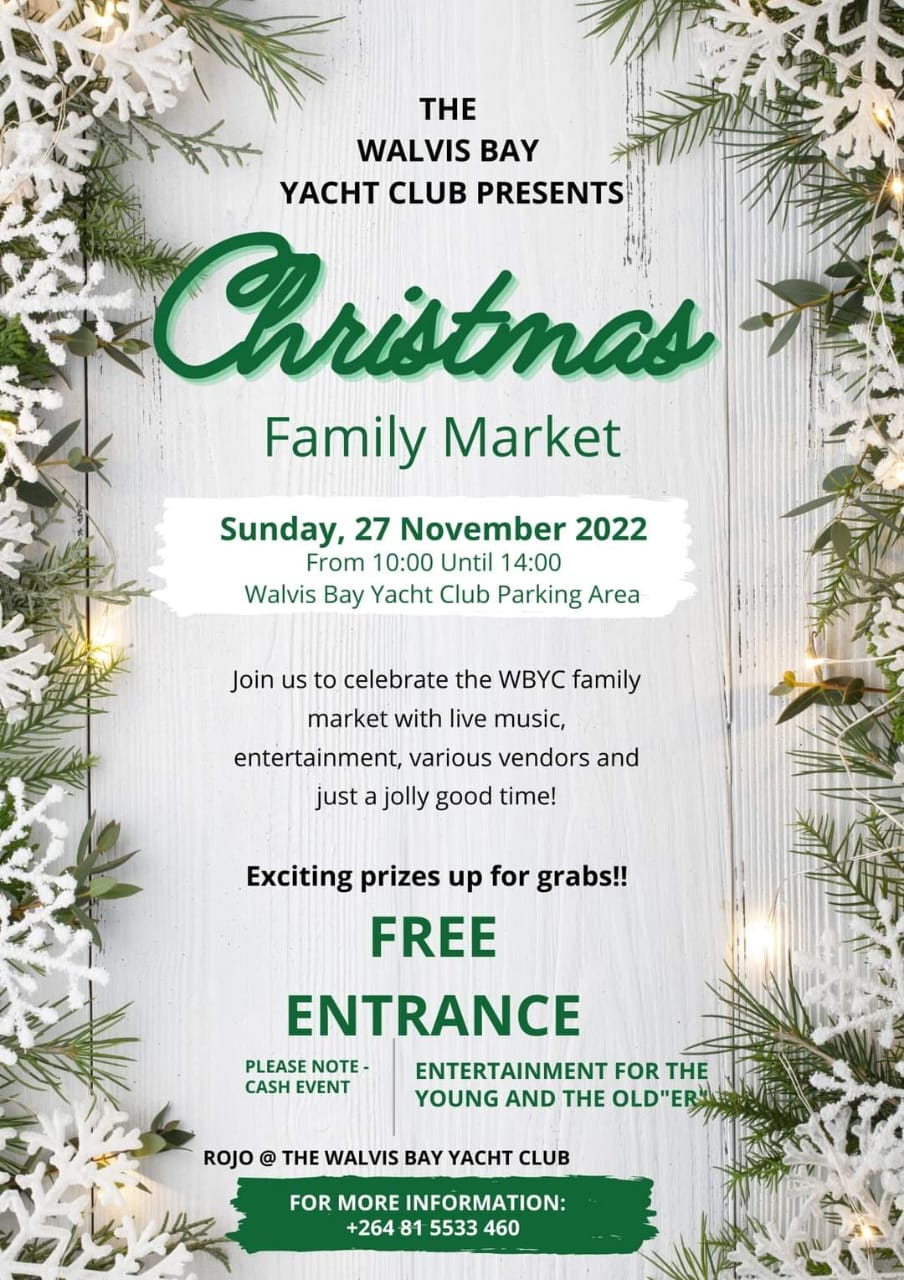 THE
WALVIS BAY
YACHT CLUB PRESENTS
Christmas
Family Market
Sunday, 27 November 2022
From 10:00 Until 14:00
Walvis Bay Yacht Club Parking Area
Join us to celebrate the WBYC family
market with live music,
entertainment, various vendors and
just a jolly good time!
Exciting prizes up for grabs!!
FREE
ENTRANCE
PLEASE NOTE -
CASH EVENT
ENTERTAINMENT FOR THE
YOUNG AND THE OLD"ER"
ROJO @ THE WALVIS BAY YACHT CLUB
FOR MORE INFORMATION:
+264 81 5533 460